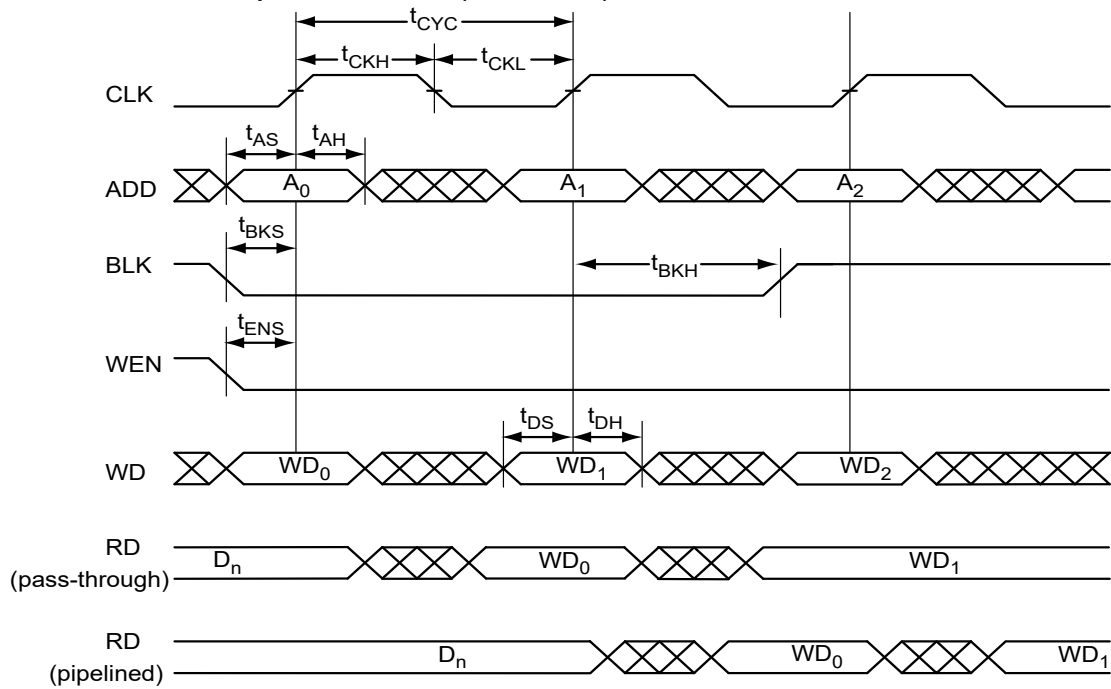 tCYC
tCKH tCKL
CLK
tAS tAH
ADD A0 A1 A2
tBKS
BLK tBKH
tENS
WEN
tDS tDH
WD WD0 WD1 WD2
RD
(pass-through) Dn WD0 WD1
RD
(pipelined) Dn WD0 WD1